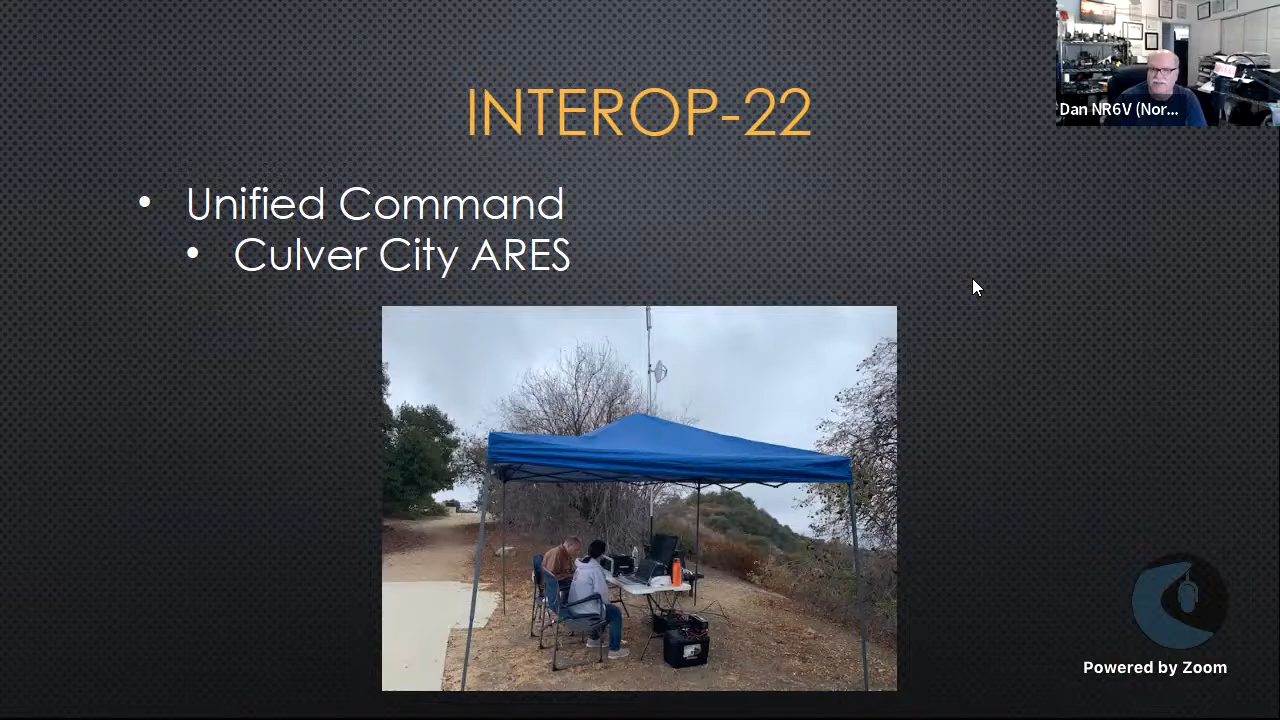 INTEROP-22
Dan NR6V (Nor...
• Unified Command
• Culver City ARES
Powered by Zoom